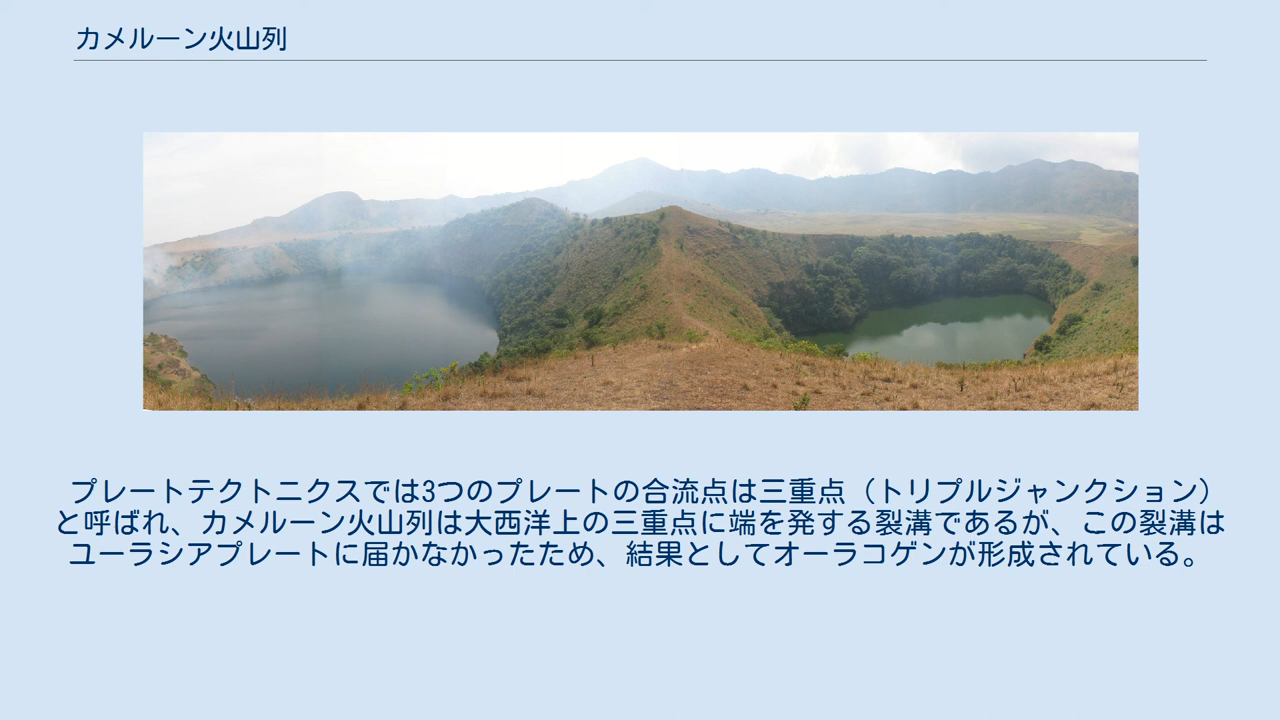 カメルーン火山列
プレートテクトニクスでは3つのプレートの合流点は三重点（トリプルジャンクション）
と呼ばれ、カメルーン火山列は大西洋上の三重点に端を発する裂溝であるが、この裂溝は
ユーラシアプレートに届かなかったため、結果としてオーラコゲンが形成されている。